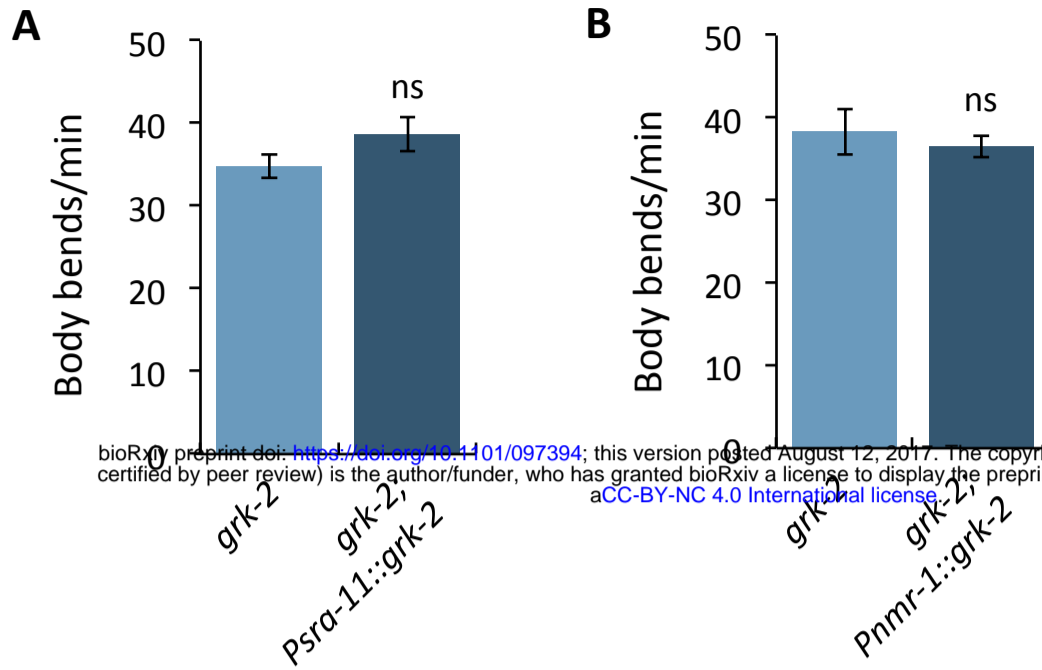 A
50
40
30
20
10
0
Body bends/min
ns
grk-2
grk-2;
Psra-11::grk-2
B
50
40
30
20
10
0
Body bends/min
ns
grk-2
grk-2;
Pnmr-1::grk-2
bioRxiv preprint doi: https://doi.org/10.1101/097394; this version posted August 12, 2017. The copyri
certified by peer review) is the author/funder, who has granted bioRxiv a license to display the prepri
aCC-BY-NC 4.0 International license.